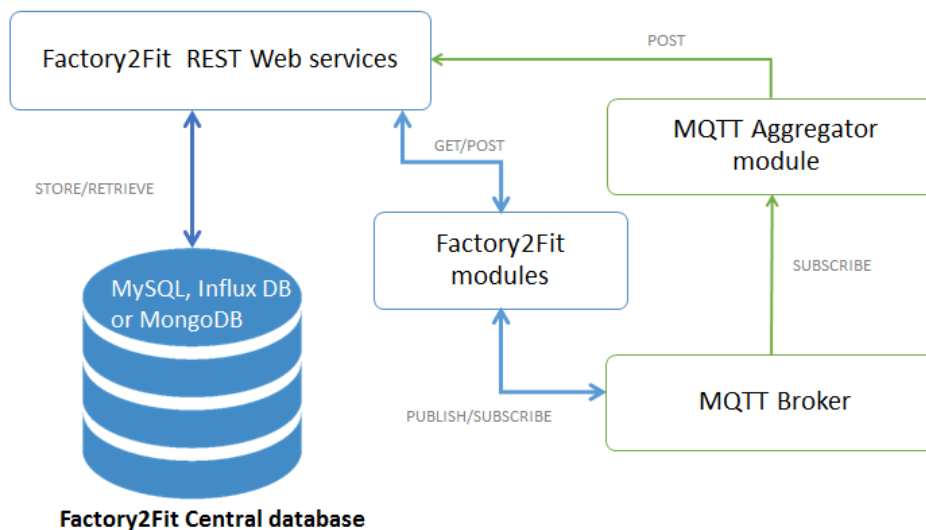 Factory2Fit REST Web services
POST
MQTT Aggregator
module
GET/POST
STORE/RETRIEVE
Factory2Fit
modules
SUBSCRIBE
MySQL, Influx DB
or MongoDB
MQTT Broker
PUBLISH/SUBSCRIBE
Factory2Fit Central database